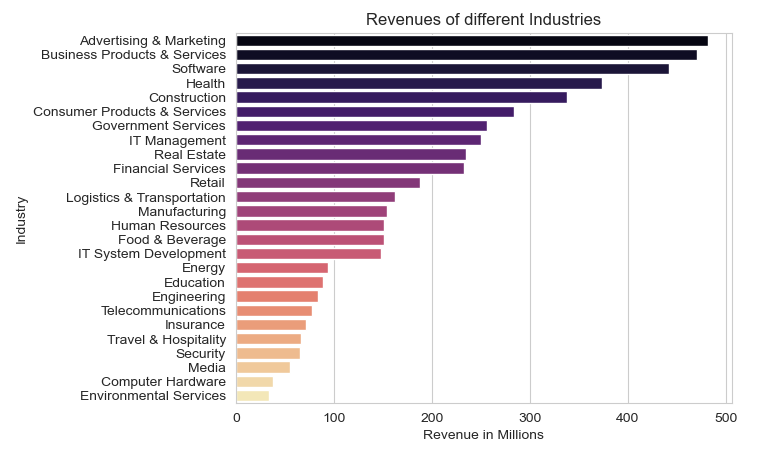 Revenues of different Industries
Advertising & Marketing
Business Products & Services
Software
Health
Construction
Consumer Products & Services
Government Services
IT Management
Real Estate
Financial Services
Retail
Logistics & Transportation
Manufacturing
Human Resources
Food & Beverage
IT System Development
Energy
Education
Engineering
Telecommunications
Insurance
Travel & Hospitality
Security
Media
Computer Hardware
Environmental Services
Industry
0 100 200 300 400 500
Revenue in Millions